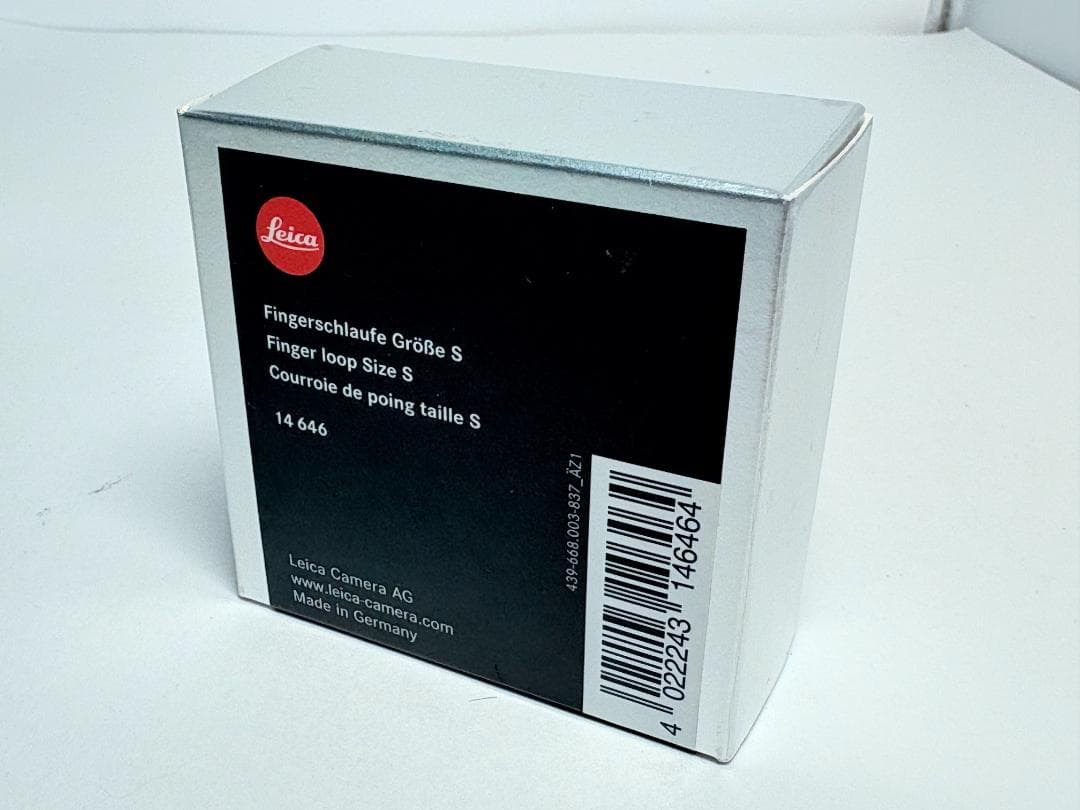 Leica
Fingerschlaufe Größe S
Finger loop Size S
Courroie de poing taille S
14 646
439-668.003-837_ÄZ1
Leica Camera AG
www.leica-camera.com
Made in Germany
4 022243 146464